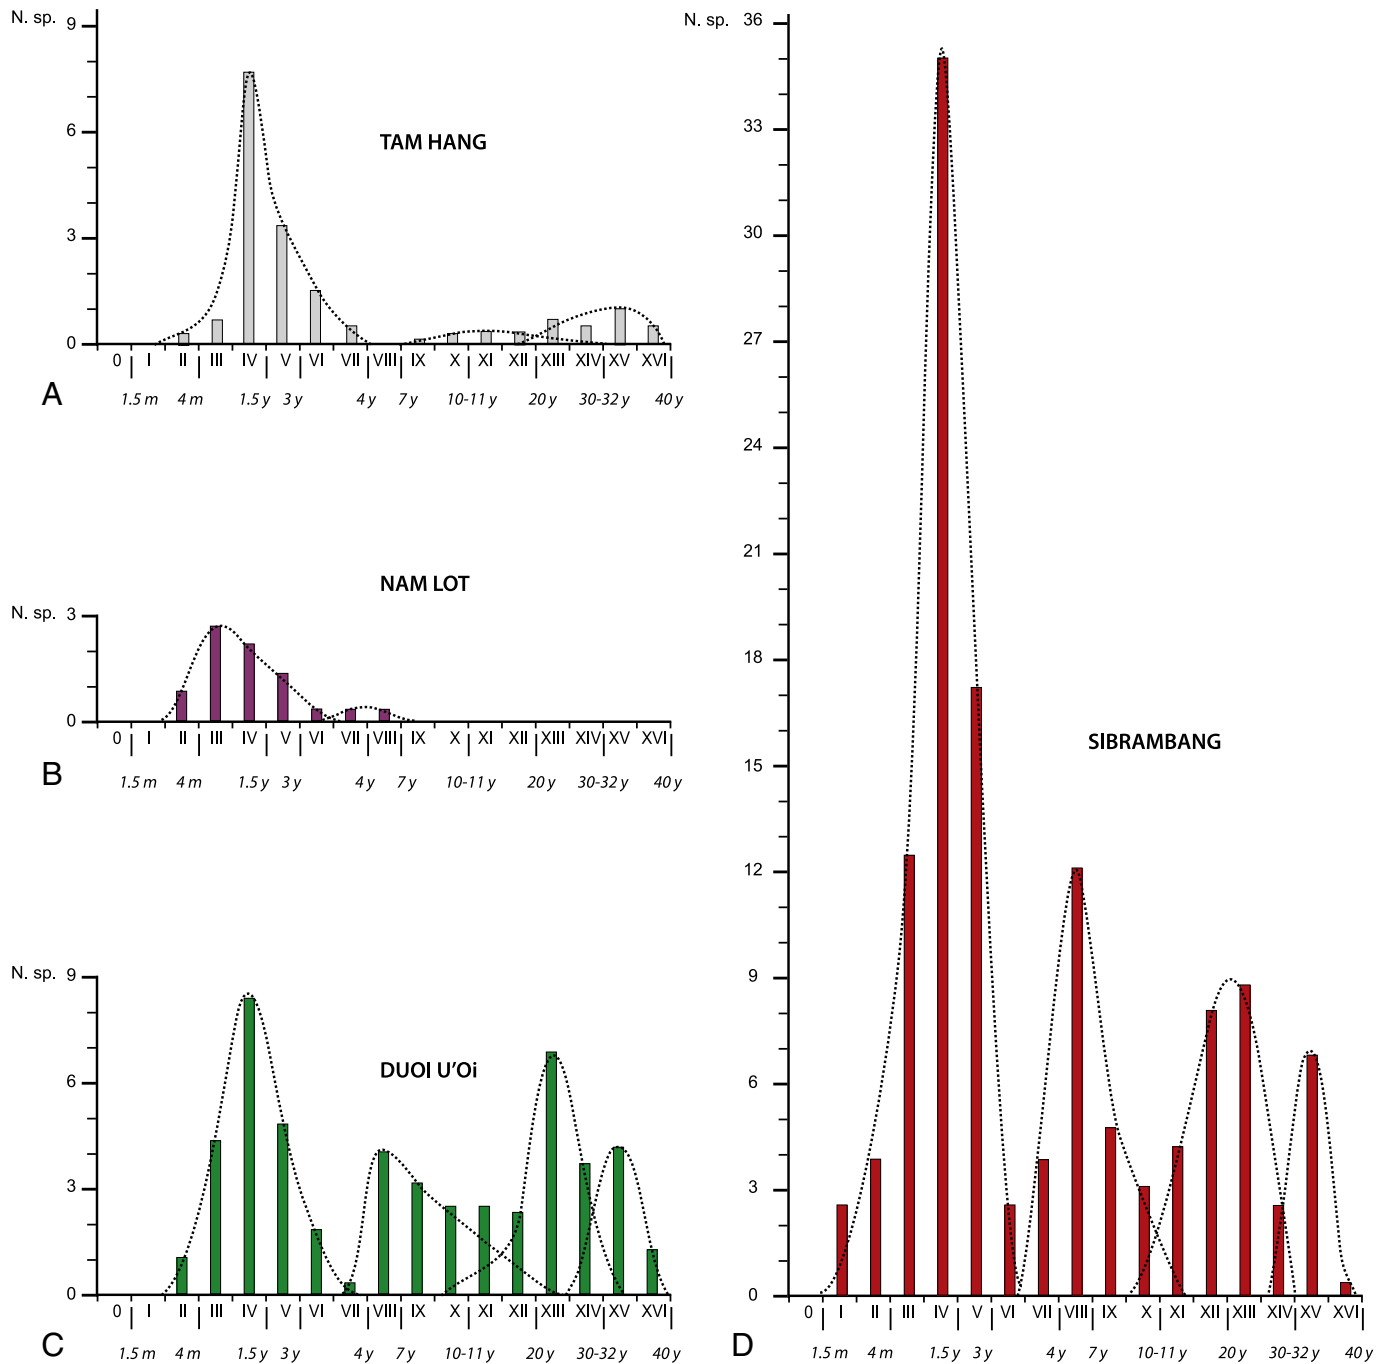 N. sp. 9
6
3
0
TAM HANG
0 I II III IV V VI VII VIII IX X XI XII XIII XIV XV XVI
1.5 m 4 m 1.5 y 3 y 4 y 7 y 10-11 y 20 y 30-32 y 40 y
A
NAM LOT
N. sp. 3
0
0 I II III IV V VI VII VIII IX X XI XII XIII XIV XV XVI
1.5 m 4 m 1.5 y 3 y 4 y 7 y 10-11 y 20 y 30-32 y 40 y
B
N. sp. 9
6
3
0
DUOI U'Oi
0 I II III IV V VI VII VIII IX X XI XII XIII XIV XV XVI
1.5 m 4 m 1.5 y 3 y 4 y 7 y 10-11 y 20 y 30-32 y 40 y
C
N. sp. 36
33
30
27
24
21
18
15
12
9
6
3
0
SIBRAMBANG
0 I II III IV V VI VII VIII IX X XI XII XIII XIV XV XVI
1.5 m 4 m 1.5 y 3 y 4 y 7 y 10-11 y 20 y 30-32 y 40 y
D